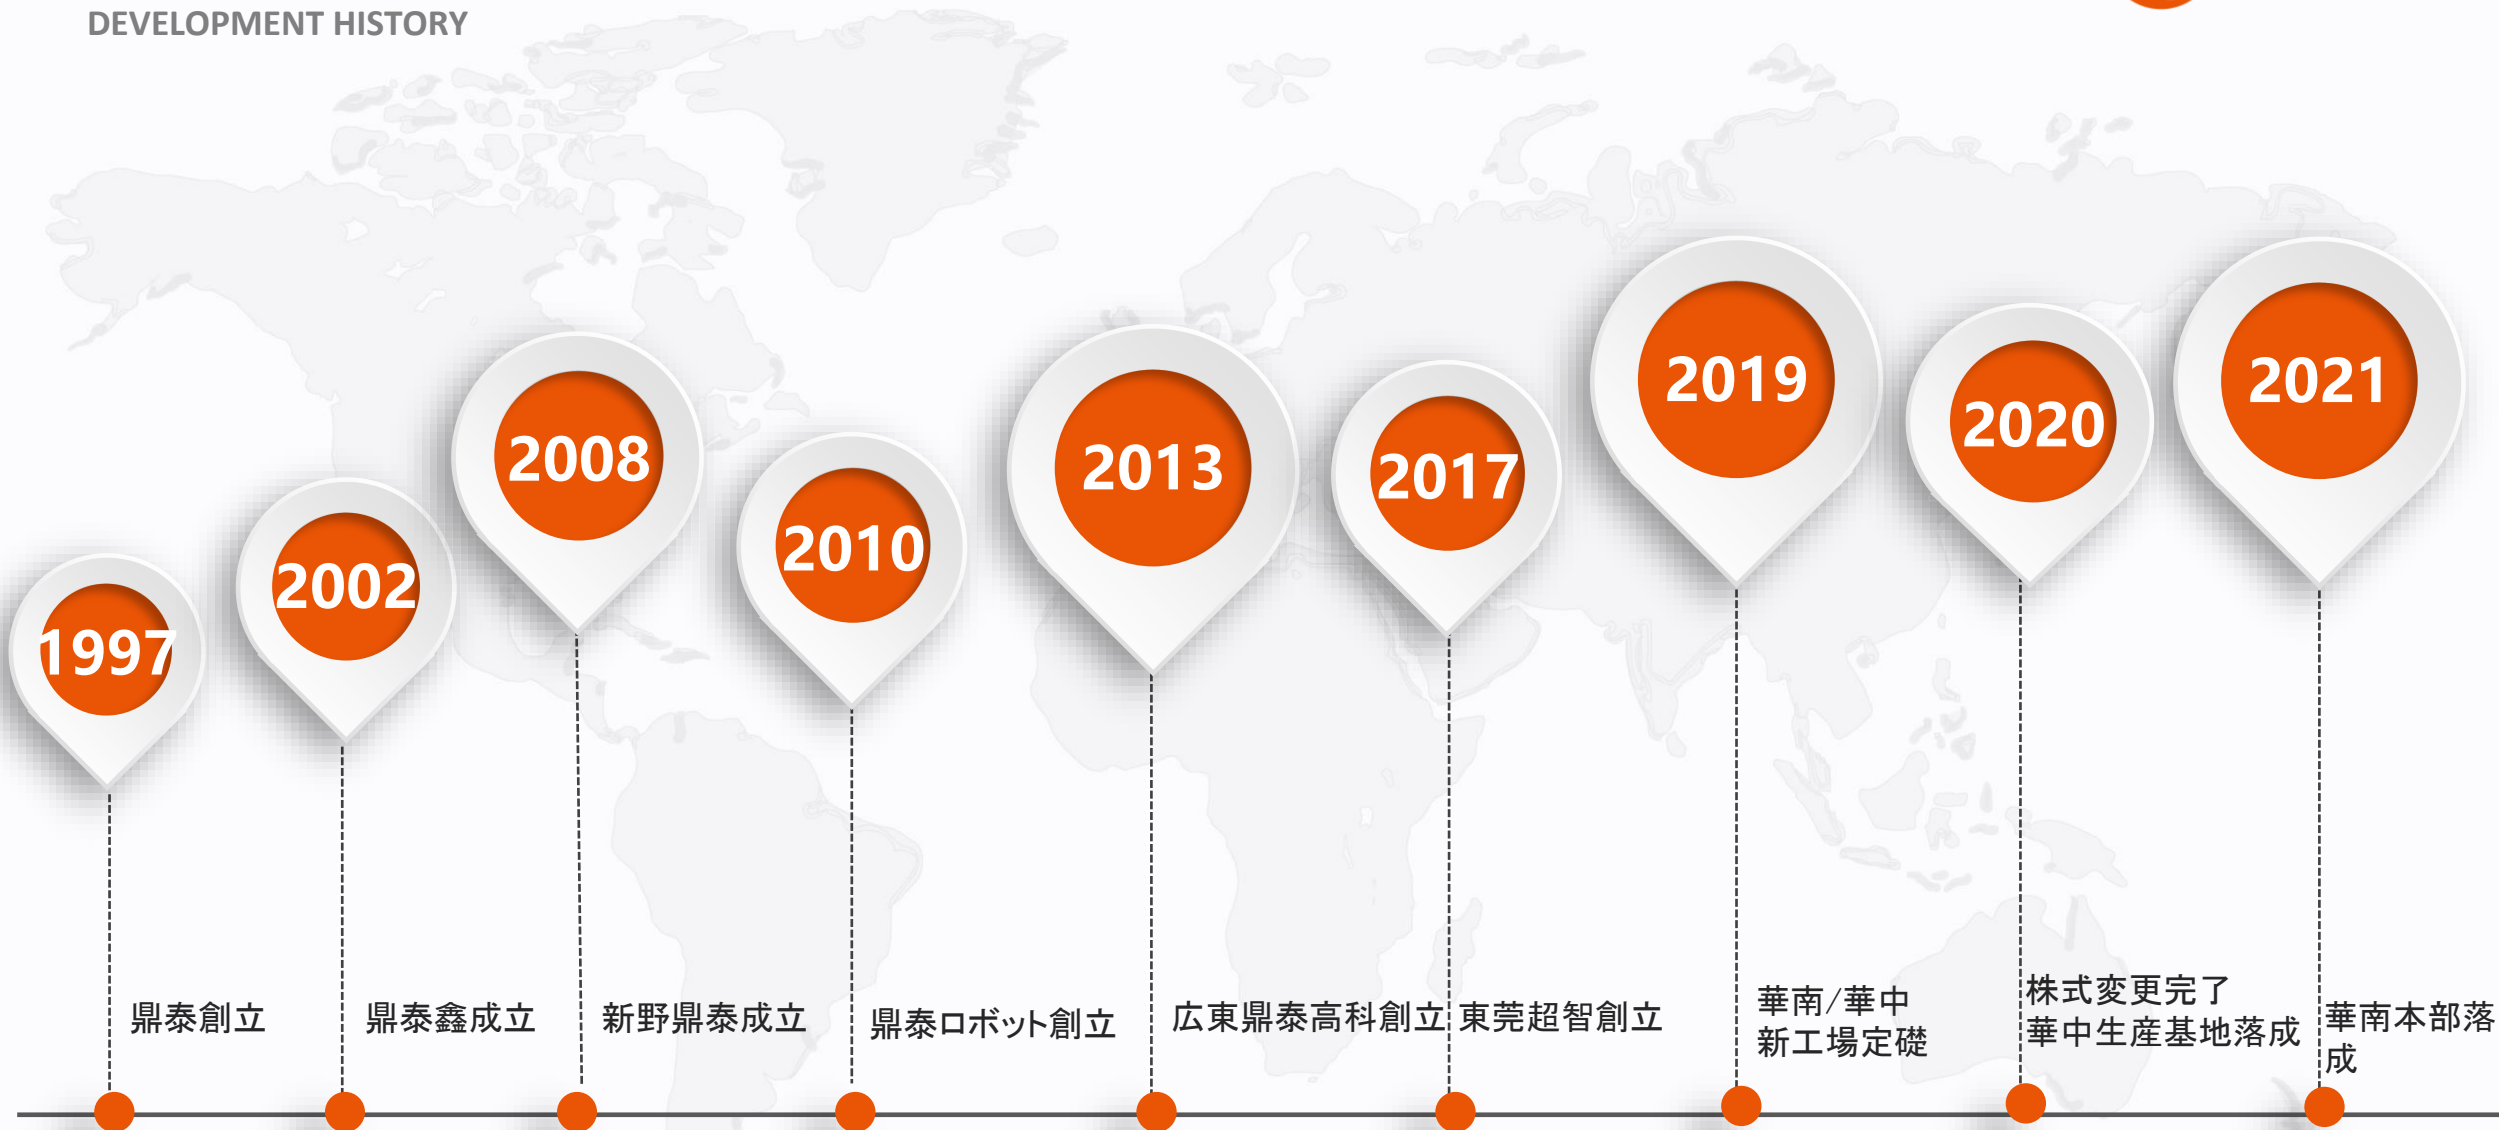 DEVELOPMENT HISTORY
1997
2002
2008
2010
2013
2017
2019
2020
2021
鼎泰創立
鼎泰鑫成立
新野鼎泰成立
鼎泰ロボット創立
広東鼎泰高科創立
東莞超智創立
華南/華中
新工場定礎
株式変更完了
華中生産基地落成
華南本部落
成